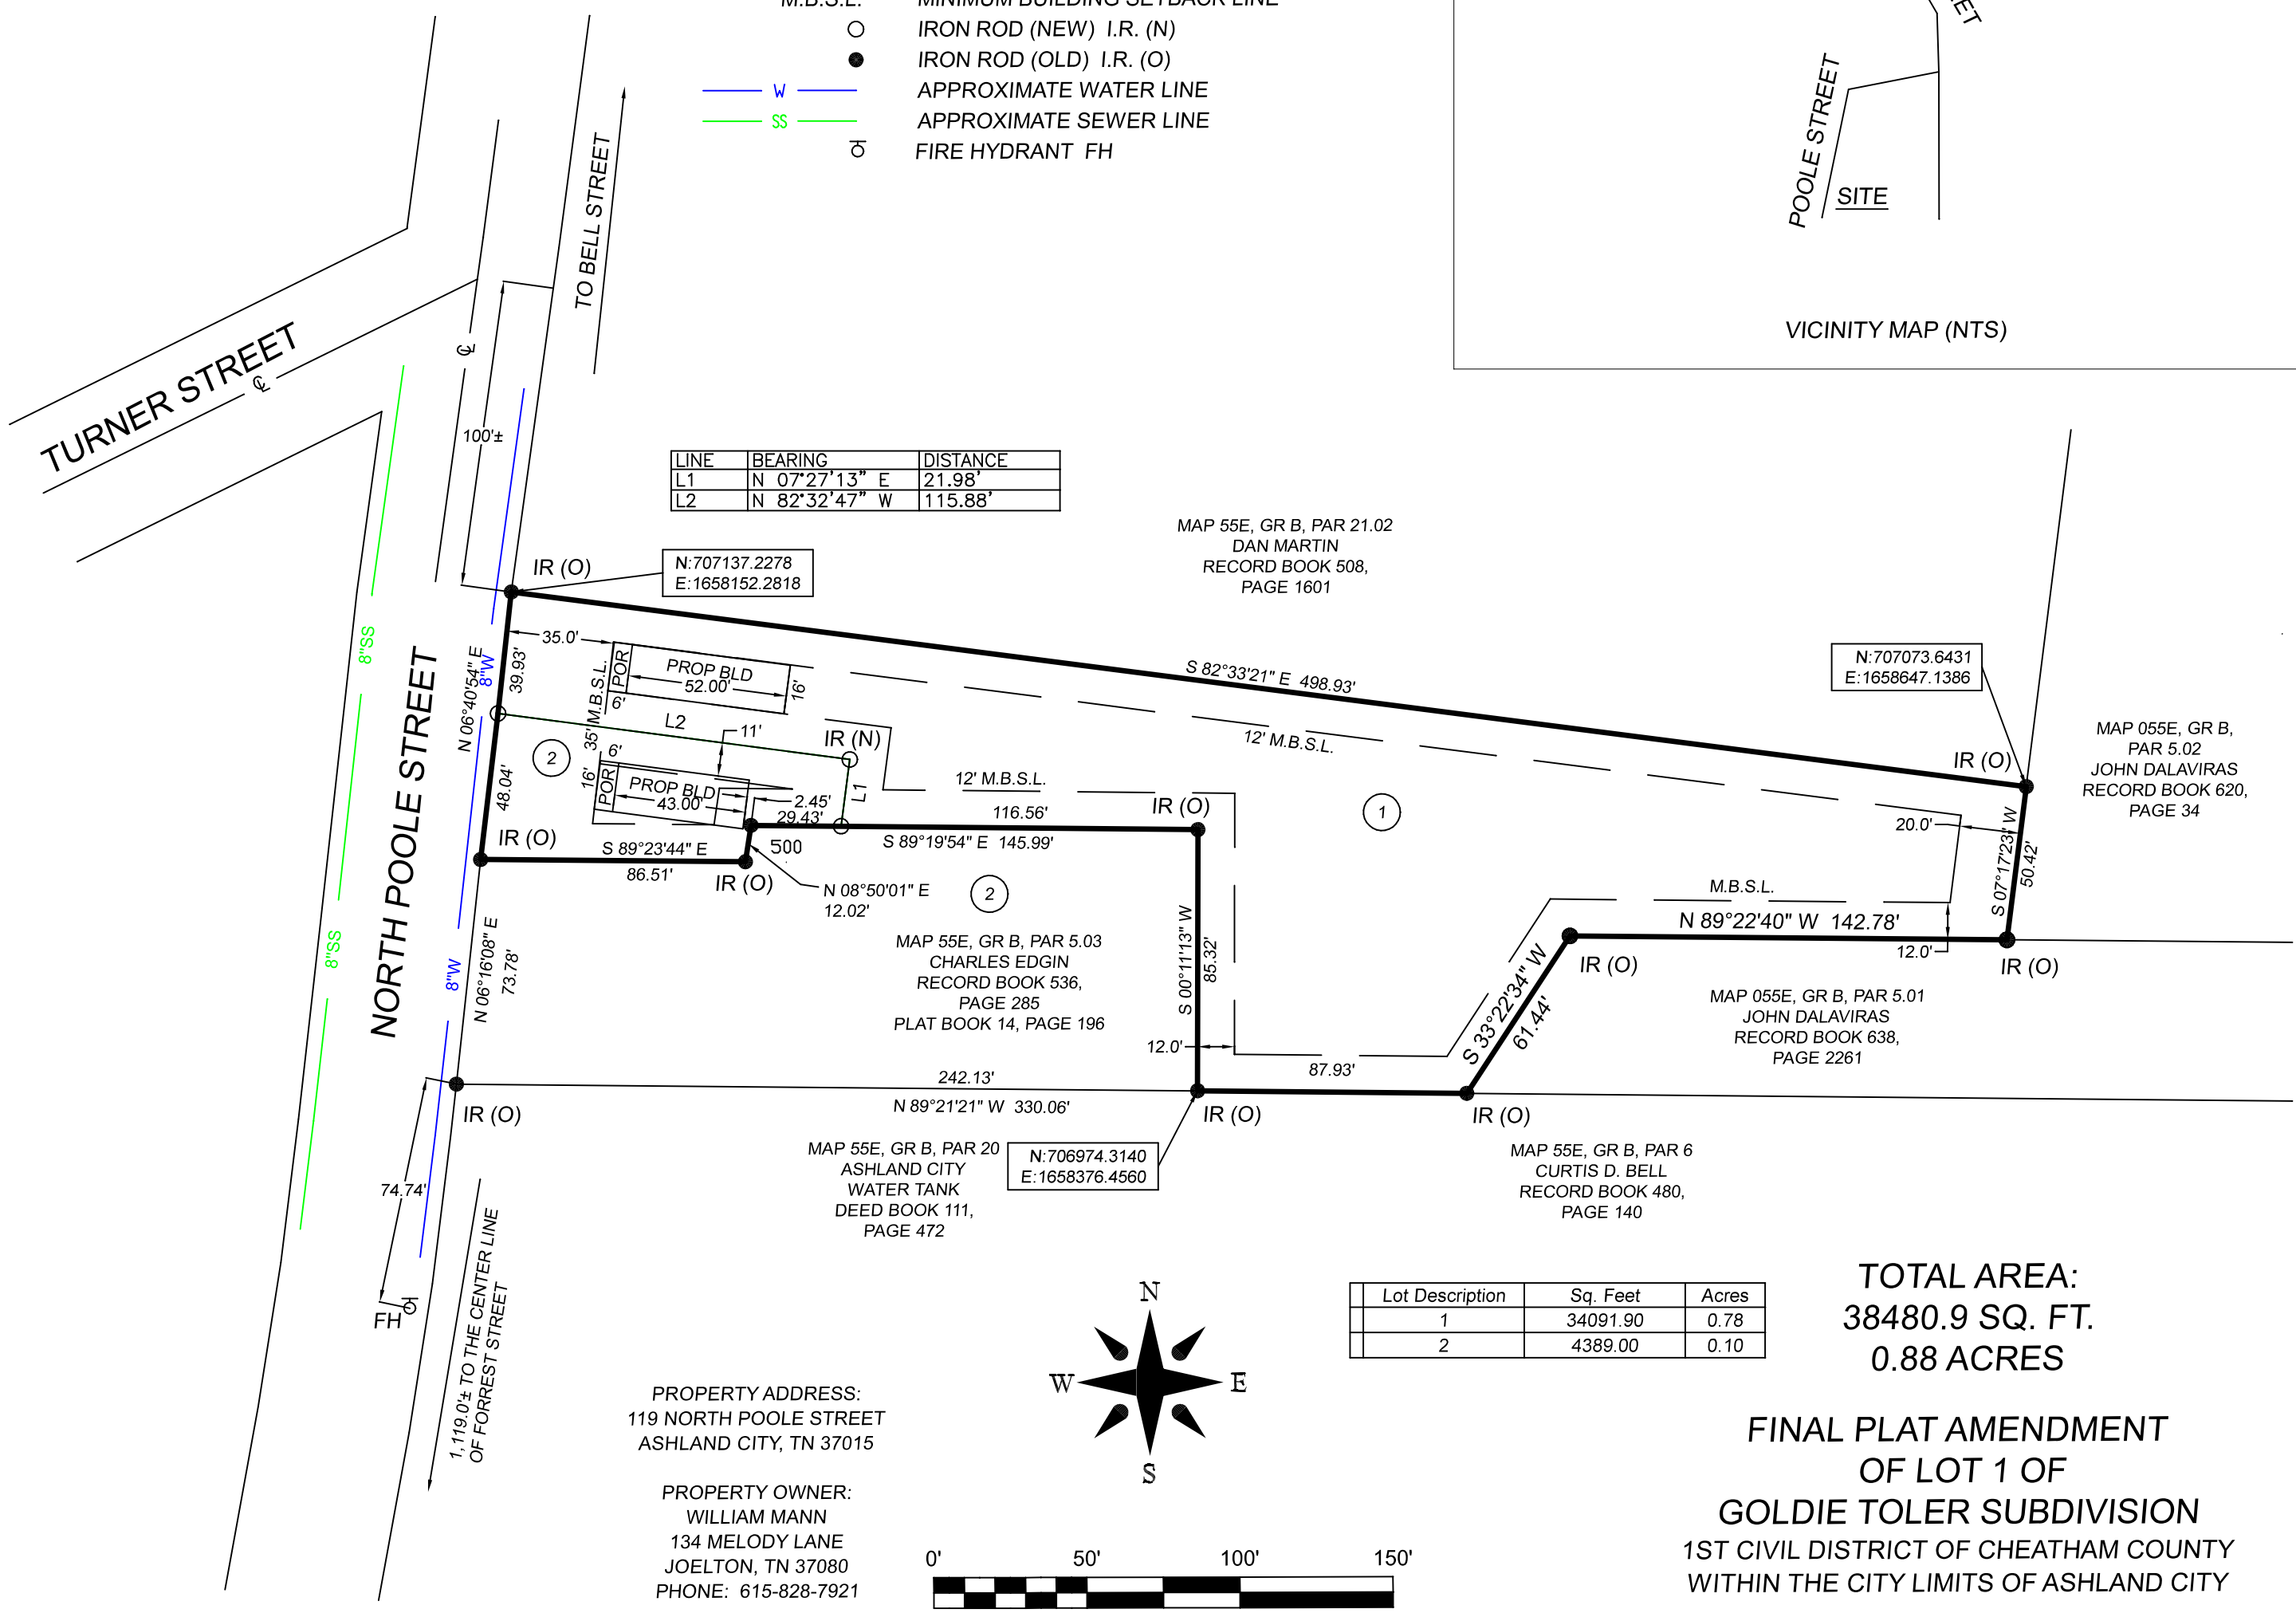 M.B.S.L. MINIMUM BUILDING SETBACK LINE
IRON ROD (NEW) I.R. (N)
IRON ROD (OLD) I.R. (O)
W APPROXIMATE WATER LINE
SS APPROXIMATE SEWER LINE
FIRE HYDRANT FH
POOLE STREET
SITE
VICINITY MAP (NTS)
TURNER STREET
TO BELL STREET
100'±
LINE BEARING DISTANCE
L1 N 07°27'13" E 21.98'
L2 N 82°32'47" W 115.88'
MAP 55E, GR B, PAR 21.02
DAN MARTIN
RECORD BOOK 508,
PAGE 1601
IR (O)
N:707137.2278
E:1658152.2818
NORTH POOLE STREET
8"SS
8"SS
8"W
8"W
N 06°40'54" E
39.93'
48.04'
35.0'
35' M.B.S.L.
POR
PROP BLD
52.00'
16'
6'
L2
11'
IR (N)
L1
2
6'
16'
POR
PROP BLD
43.00'
2.45'
29.43'
S 82°33'21" E 498.93'
12' M.B.S.L.
12' M.B.S.L.
116.56'
IR (O)
S 89°19'54" E 145.99'
1
N:707073.6431
E:1658647.1386
IR (O)
MAP 055E, GR B,
PAR 5.02
JOHN DALAVIRAS
RECORD BOOK 620,
PAGE 34
20.0'
S 07°17'23" W
50.42'
M.B.S.L.
N 89°22'40" W 142.78'
12.0'
IR (O)
IR (O)
IR (O)
S 89°23'44" E
86.51'
500
IR (O)
N 08°50'01" E
12.02'
2
MAP 55E, GR B, PAR 5.03
CHARLES EDGIN
RECORD BOOK 536,
PAGE 285
PLAT BOOK 14, PAGE 196
S 00°11'13" W
85.32'
12.0'
S 33°22'34" W
61.44'
MAP 055E, GR B, PAR 5.01
JOHN DALAVIRAS
RECORD BOOK 638,
PAGE 2261
N 06°16'08" E
73.78'
242.13'
87.93'
N 89°21'21" W 330.06'
IR (O)
IR (O)
IR (O)
74.74'
FH
1,119.0'± TO THE CENTER LINE
OF FORREST STREET
MAP 55E, GR B, PAR 20
ASHLAND CITY
WATER TANK
DEED BOOK 111,
PAGE 472
N:706974.3140
E:1658376.4560
MAP 55E, GR B, PAR 6
CURTIS D. BELL
RECORD BOOK 480,
PAGE 140
N
W E
S
Lot Description Sq. Feet Acres
1 34091.90 0.78
2 4389.00 0.10
TOTAL AREA:
38480.9 SQ. FT.
0.88 ACRES
PROPERTY ADDRESS:
119 NORTH POOLE STREET
ASHLAND CITY, TN 37015
PROPERTY OWNER:
WILLIAM MANN
134 MELODY LANE
JOELTON, TN 37080
PHONE: 615-828-7921
0' 50' 100' 150'
FINAL PLAT AMENDMENT
OF LOT 1 OF
GOLDIE TOLER SUBDIVISION
1ST CIVIL DISTRICT OF CHEATHAM COUNTY
WITHIN THE CITY LIMITS OF ASHLAND CITY